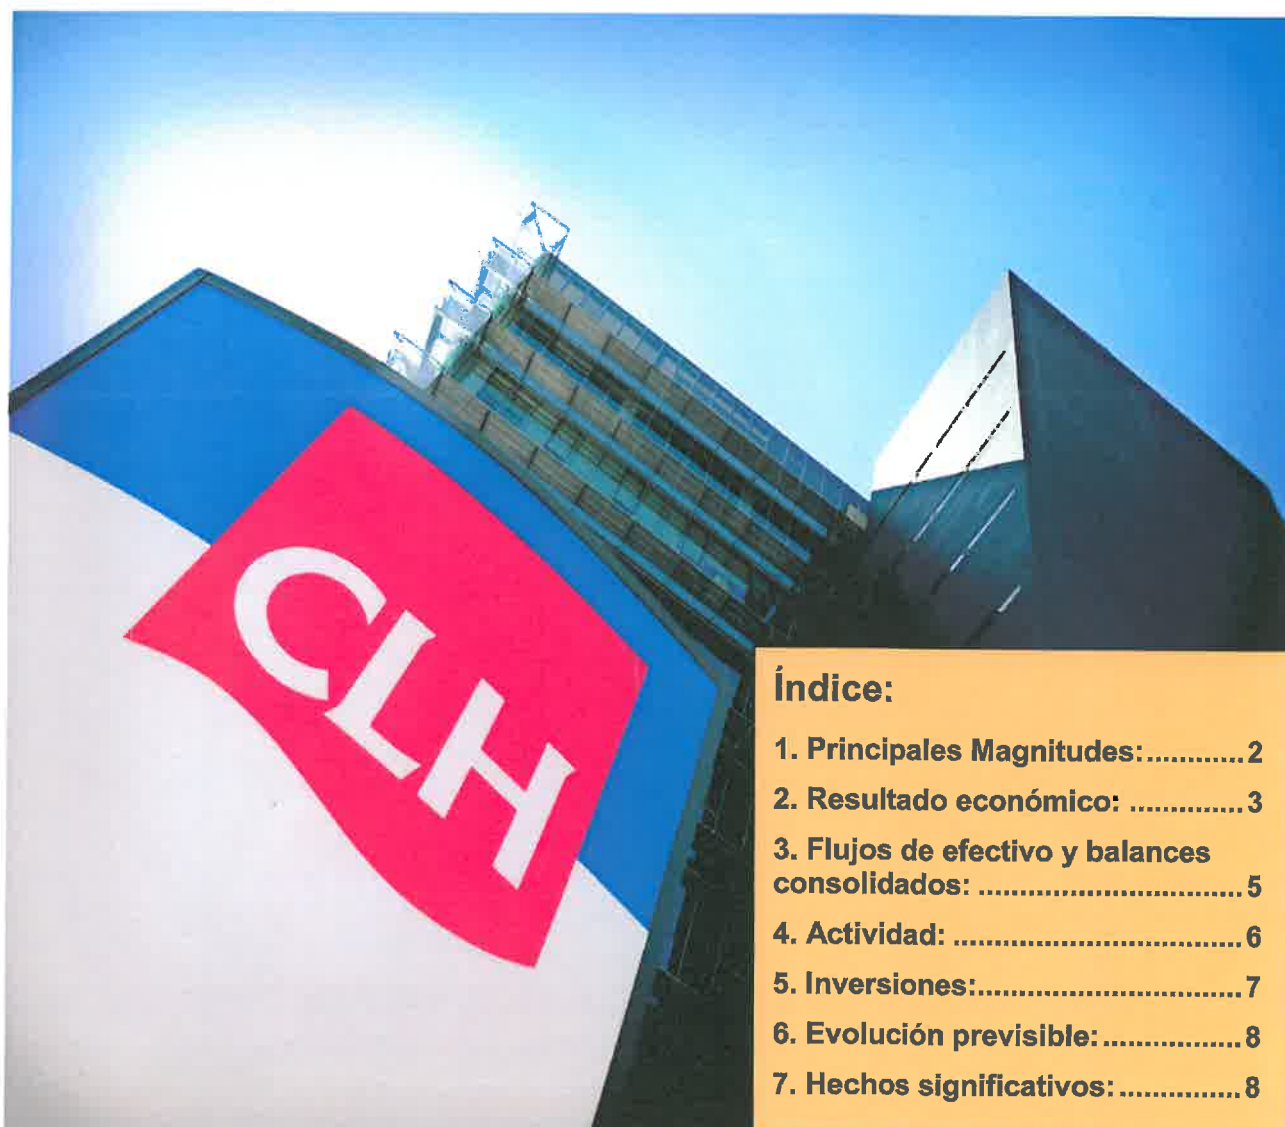 CLH
Índice:
1. Principales Magnitudes:............2
2. Resultado económico: ..............3
3. Flujos de efectivo y balances
consolidados: ................................5
4. Actividad: ...................................6
5. Inversiones:................................7
6. Evolución previsible:.................8
7. Hechos significativos:...............8